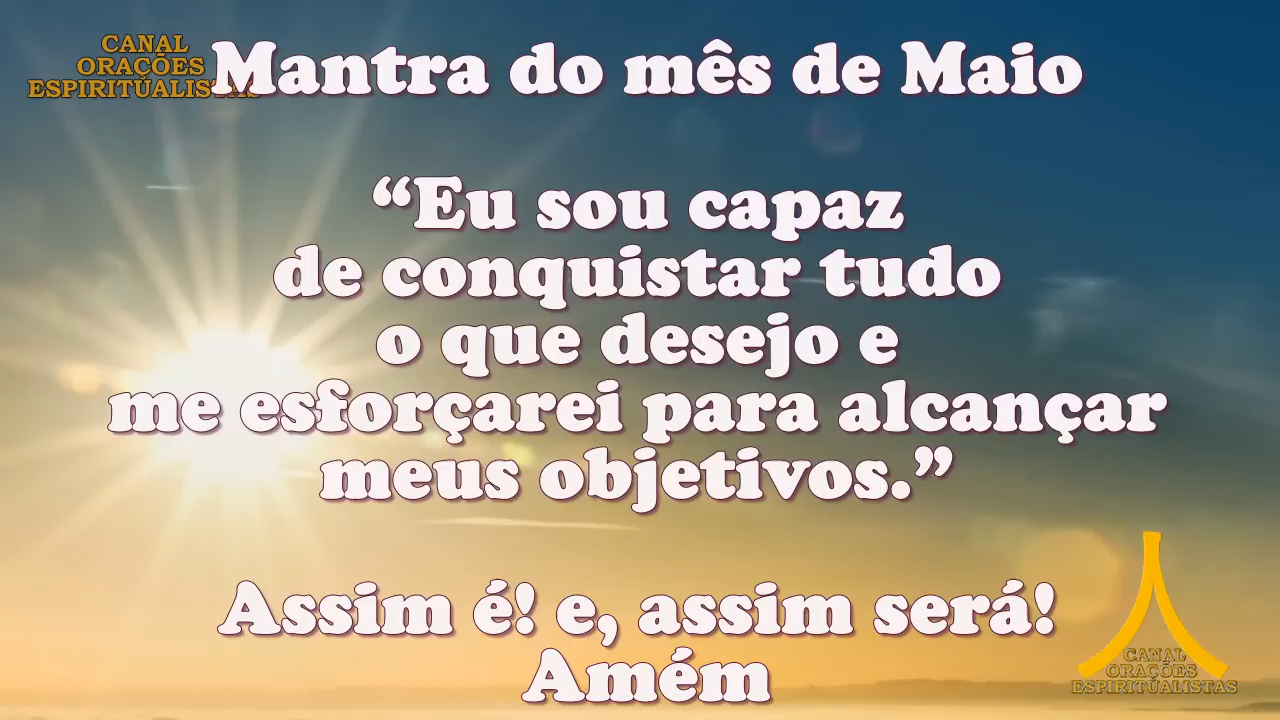 CANAL
ORAÇÕES
ESPIRITUALISTAS
Mantra do mês de Maio
“Eu sou capaz
de conquistar tudo
o que desejo e
me esforçarei para alcançar
meus objetivos.”
Assim é! e, assim será!
Amém
CANAL
ORAÇÕES
ESPIRITUALISTAS